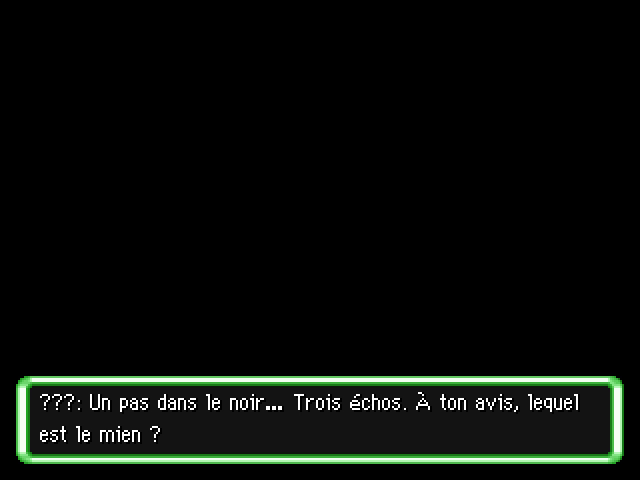 ???: Un pas dans le noir... Trois échos. À ton avis, lequel
est le mien ?